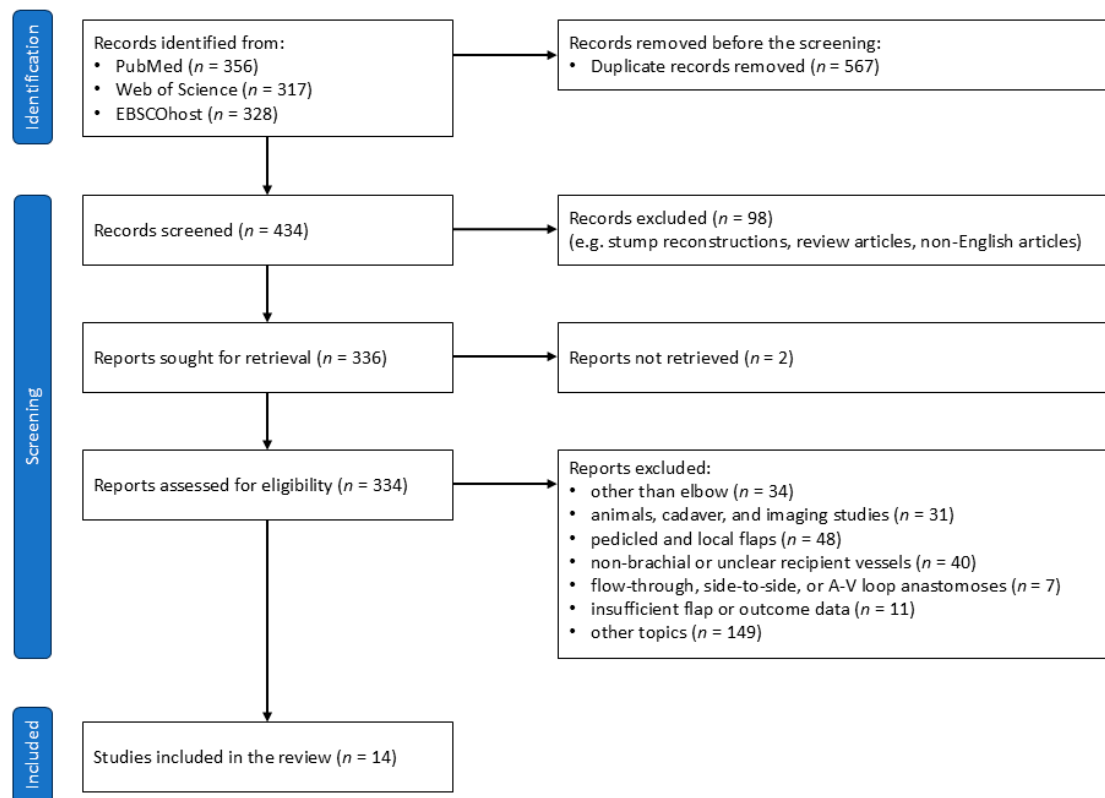 Identification
Records identified from:
• PubMed (n = 356)
• Web of Science (n = 317)
• EBSCOhost (n = 328)
Records removed before the screening:
• Duplicate records removed (n = 567)
Screening
Records screened (n = 434)
Records excluded (n = 98)
(e.g. stump reconstructions, review articles, non-English articles)
Reports sought for retrieval (n = 336)
Reports not retrieved (n = 2)
Reports assessed for eligibility (n = 334)
Reports excluded:
• other than elbow (n = 34)
• animals, cadaver, and imaging studies (n = 31)
• pedicled and local flaps (n = 48)
• non-brachial or unclear recipient vessels (n = 40)
• flow-through, side-to-side, or A-V loop anastomoses (n = 7)
• insufficient flap or outcome data (n = 11)
• other topics (n = 149)
Included
Studies included in the review (n = 14)